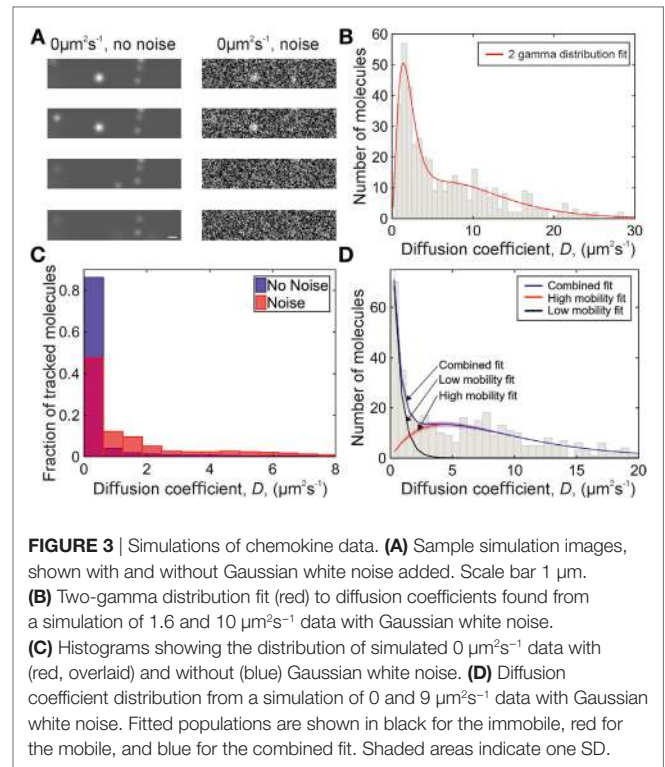 A
0μm²s⁻¹, no noise
0μm²s⁻¹, noise
B
Number of molecules
60
50
40
30
20
10
0
2 gamma distribution fit
0
10
20
30
Diffusion coefficient, D, (μm²s⁻¹)
C
Fraction of tracked molecules
0.8
0.6
0.4
0.2
0
No Noise
Noise
2
4
6
8
Diffusion coefficient, D, (μm²s⁻¹)
D
Number of molecules
60
40
20
0
Combined fit
High mobility fit
Low mobility fit
Combined fit
Low mobility fit
High mobility fit
5
10
15
20
Diffusion coefficient, D, (μm²s⁻¹)
FIGURE 3 | Simulations of chemokine data. (A) Sample simulation images,
shown with and without Gaussian white noise added. Scale bar 1 μm.
(B) Two-gamma distribution fit (red) to diffusion coefficients found from
a simulation of 1.6 and 10 μm²s⁻¹ data with Gaussian white noise.
(C) Histograms showing the distribution of simulated 0 μm²s⁻¹ data with
(red, overlaid) and without (blue) Gaussian white noise. (D) Diffusion
coefficient distribution from a simulation of 0 and 9 μm²s⁻¹ data with Gaussian
white noise. Fitted populations are shown in black for the immobile, red for
the mobile, and blue for the combined fit. Shaded areas indicate one SD.